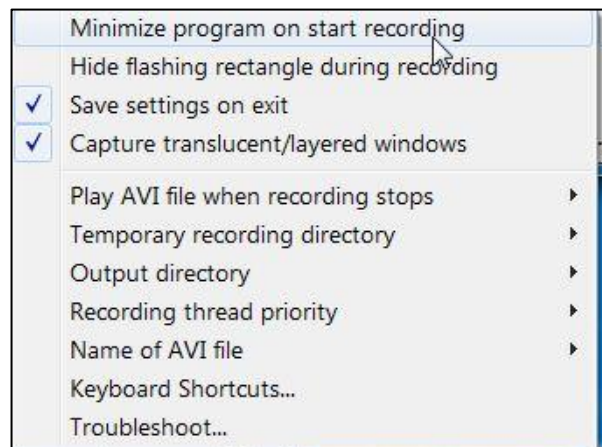 Minimize program on start recording
Hide flashing rectangle during recording
Save settings on exit
Capture translucent/layered windows
Play AVI file when recording stops
Temporary recording directory
Output directory
Recording thread priority
Name of AVI file
Keyboard Shortcuts...
Troubleshoot...